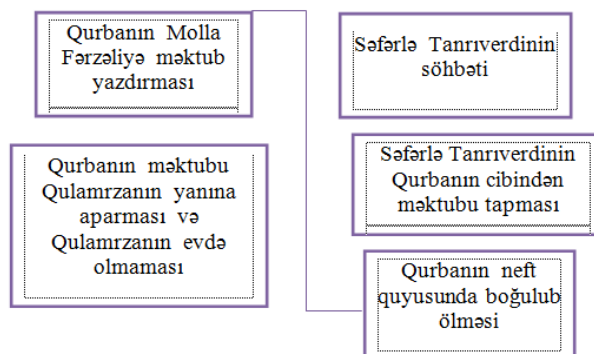 Qurbanın Molla
Fərzəliyə məktub
yazdırması
Səfərlə Tanrıverdinin
söhbəti
Qurbanın məktubu
Qulamrzanın yanına
aparması və
Qulamrzanın evdə
olmaması
Səfərlə Tanrıverdinin
Qurbanın cibindən
məktubu tapması
Qurbanın neft
quyusunda boğulub
ölməsi